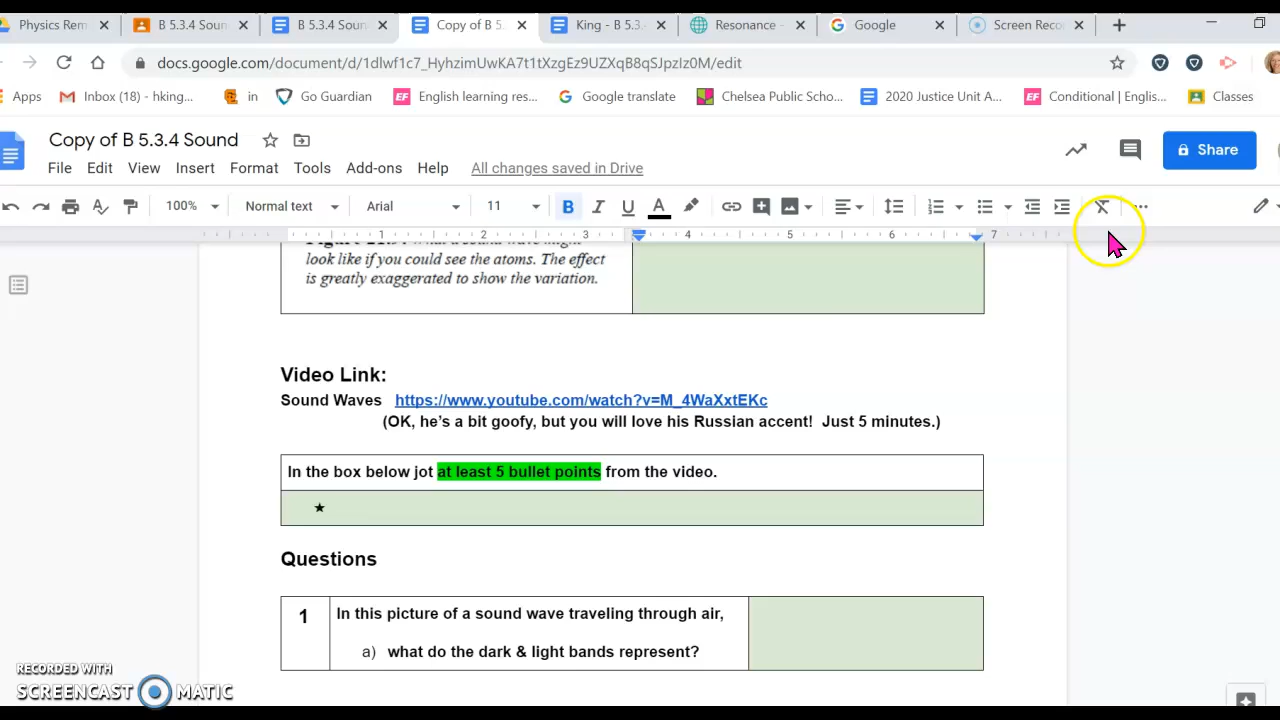 Physics Rem
B 5.3.4 Soun
B 5.3.4 Soun
Copy of B 5.
King - B 5.3.
Resonance -
Google
Screen Reco
docs.google.com/document/d/1dlwf1c7_HyhzimUwKA7t1tXzgEz9UZXqB8qSJpzIz0M/edit
Apps
Inbox (18) - hking...
in
Go Guardian
English learning res...
Google translate
Chelsea Public Scho...
2020 Justice Unit A...
Conditional | Englis...
Classes
Copy of B 5.3.4 Sound
Share
File Edit View Insert Format Tools Add-ons Help All changes saved in Drive
100% Normal text Arial 11 B I U A
1 2 3 4 5 6 7
look like if you could see the atoms. The effect
is greatly exaggerated to show the variation.
Video Link:
Sound Waves https://www.youtube.com/watch?v=M_4WaXxtEKc
(OK, he's a bit goofy, but you will love his Russian accent! Just 5 minutes.)
In the box below jot at least 5 bullet points from the video.
★
Questions
1 In this picture of a sound wave traveling through air,
a) what do the dark & light bands represent?
RECORDED WITH
SCREENCAST MATIC